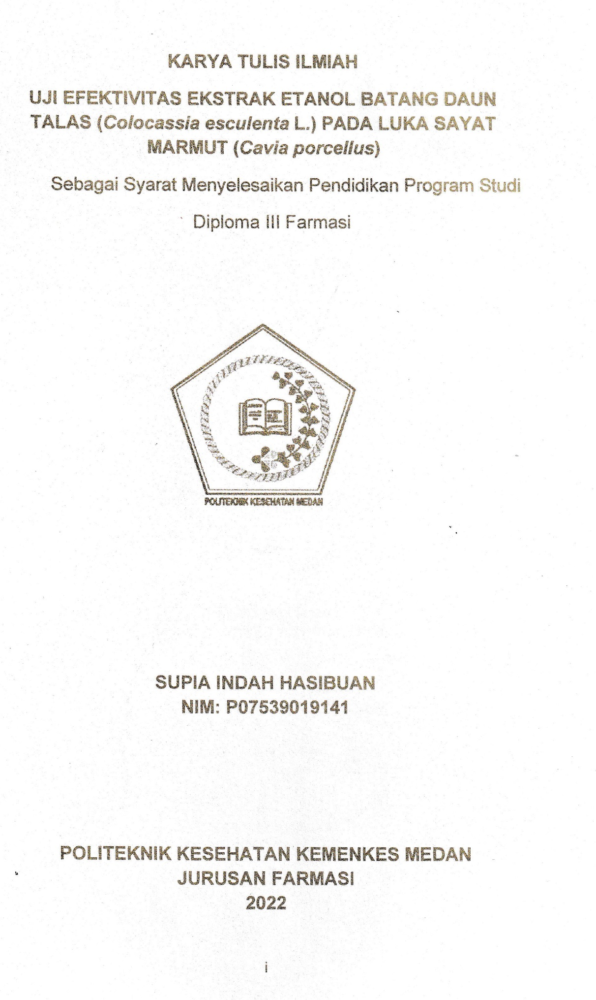 KARYA TULIS ILMIAH
UJI EFEKTIVITAS EKSTRAK ETANOL BATANG DAUN
TALAS (Colocassia esculenta L.) PADA LUKA SAYAT
MARMUT (Cavia porcellus)
Sebagai Syarat Menyelesaikan Pendidikan Program Studi
Diploma III Farmasi
POLITEKNIK KESEHATAN MEDAN
SUPIA INDAH HASIBUAN
NIM: P07539019141
POLITEKNIK KESEHATAN KEMENKES MEDAN
JURUSAN FARMASI
2022
i